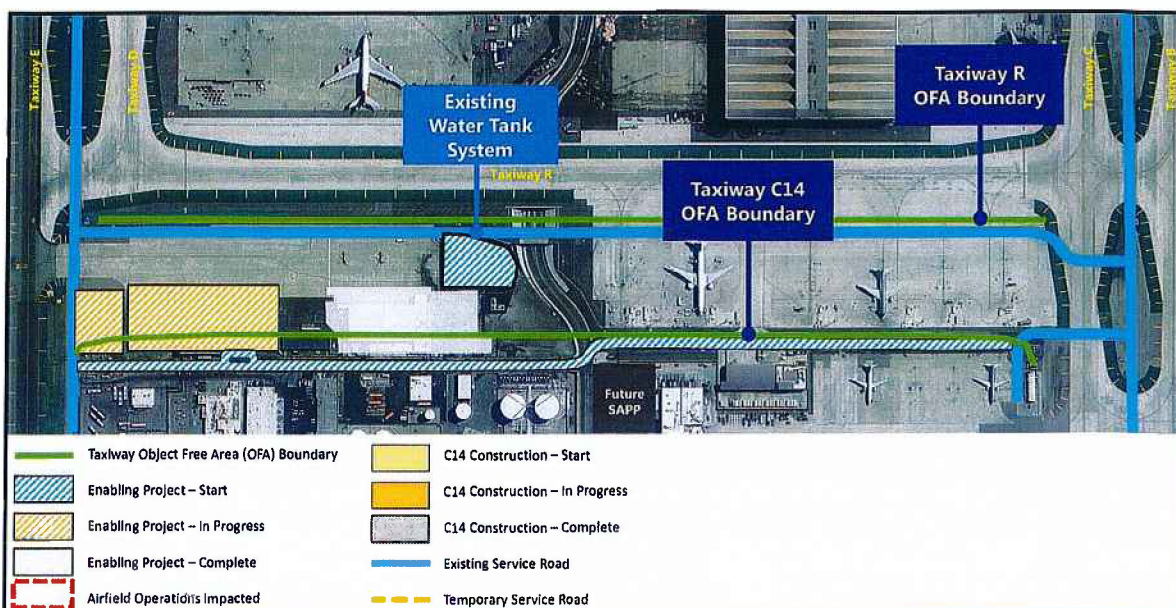 Taxiway E
Taxiway D
Existing
Water Tank
System
Taxiway R
OFA Boundary
Taxiway C
Taxiway B
Taxiway R
Taxiway C14
OFA Boundary
Future
SAPP
Taxiway Object Free Area (OFA) Boundary
Enabling Project – Start
Enabling Project – In Progress
Enabling Project – Complete
Airfield Operations Impacted
C14 Construction – Start
C14 Construction – In Progress
C14 Construction – Complete
Existing Service Road
Temporary Service Road